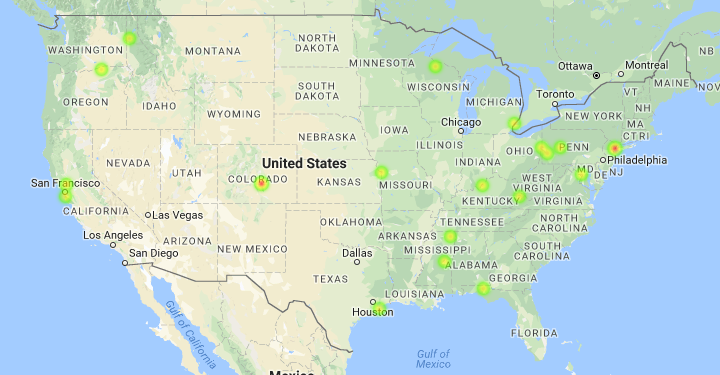 WASHINGTON
MONTANA
NORTH
DAKOTA
MINNESOTA
Ottawa
Montreal
NB
MAINE
NOV
OREGON
IDAHO
SOUTH
DAKOTA
WISCONSIN
MICHIGAN
Toronto
VT
NH
WYOMING
IOWA
Chicago
NEW YORK
MA
CT
RI
NEBRASKA
ILLINOIS
INDIANA
OHIO
PENN
NEVADA
UTAH
United States
COLORADO
KANSAS
MISSOURI
WEST
VIRGINIA
Philadelphia
MD
DE
NJ
San Francisco
CALIFORNIA
Las Vegas
KENTUCKY
VIRGINIA
Los Angeles
ARIZONA
NEW MEXICO
OKLAHOMA
ARKANSAS
TENNESSEE
NORTH
CAROLINA
San Diego
Dallas
MISSISSIPPI
ALABAMA
SOUTH
CAROLINA
TEXAS
LOUISIANA
GEORGIA
Houston
FLORIDA
Gulf of
California
Gulf of
Mexico
Mexico